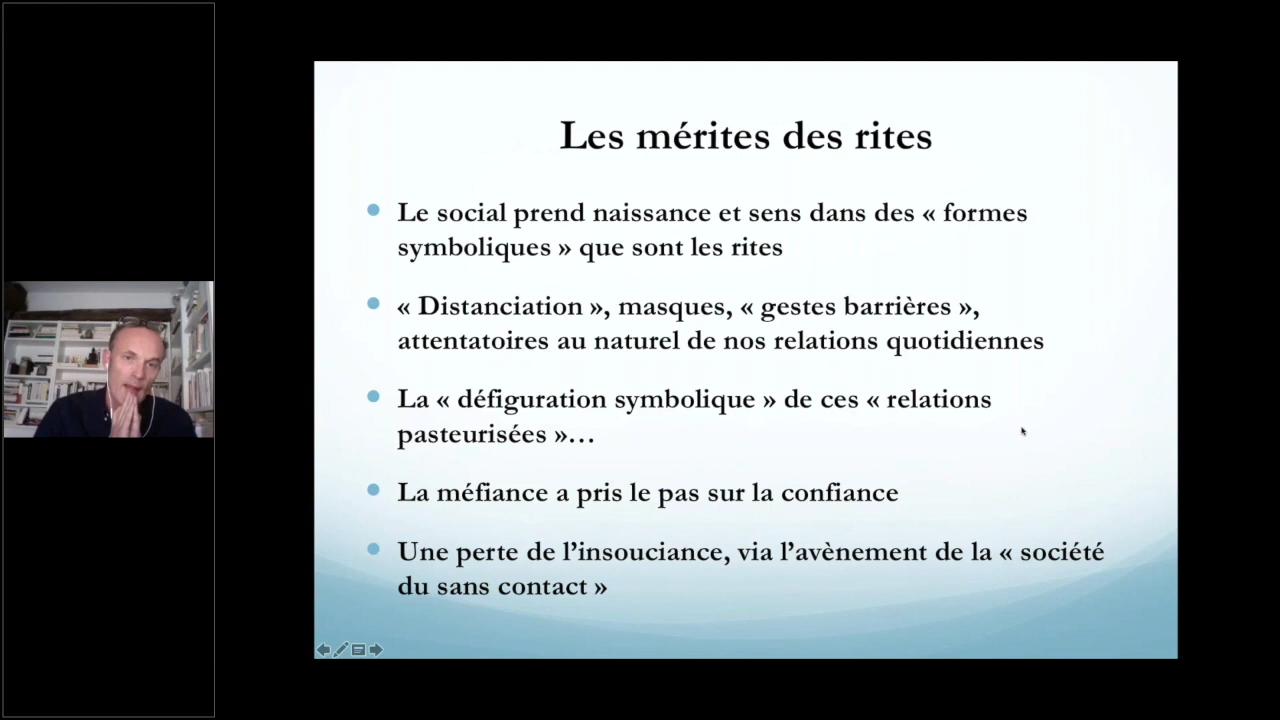 Les mérites des rites
Le social prend naissance et sens dans des « formes
symboliques » que sont les rites
« Distanciation », masques, « gestes barrières »,
attentatoires au naturel de nos relations quotidiennes
La « défiguration symbolique » de ces « relations
pasteurisées »…
La méfiance a pris le pas sur la confiance
Une perte de l’insouciance, via l’avènement de la « société
du sans contact »